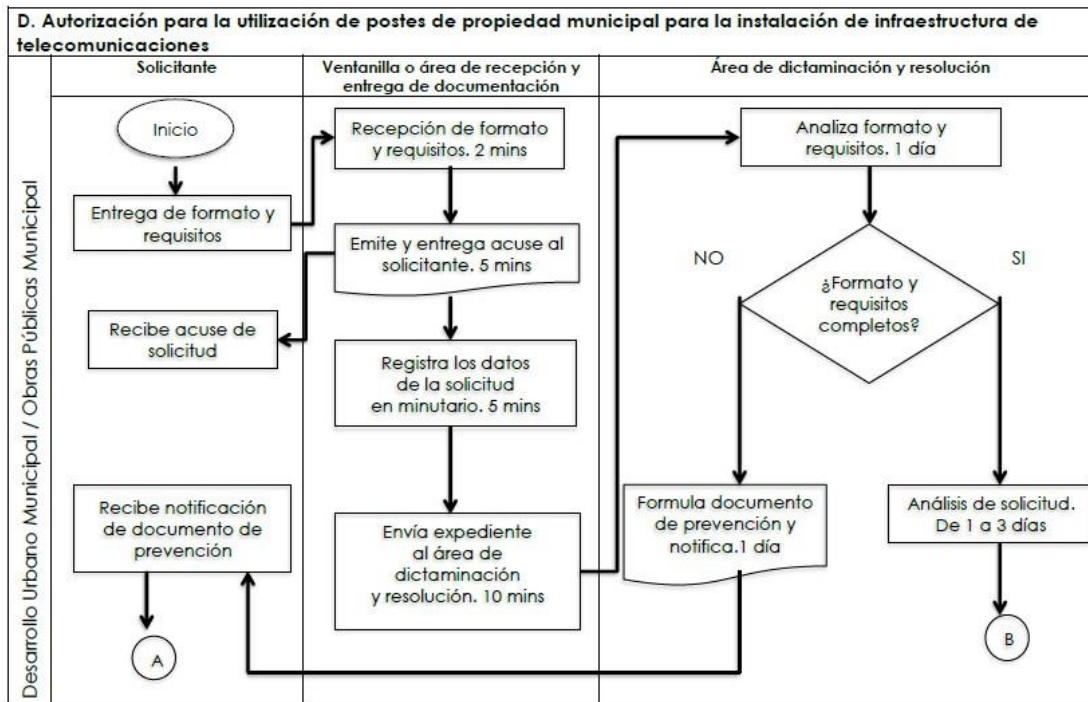 D. Autorización para la utilización de postes de propiedad municipal para la instalación de infraestructura de
telecomunicaciones
Solicitante
Ventanilla o área de recepción y
entrega de documentación
Área de dictaminación y resolución
Desarrollo Urbano Municipal / Obras Públicas Municipal
Inicio
Entrega de formato y
requisitos
Recepción de formato
y requisitos. 2 mins
Emite y entrega acuse al
solicitante. 5 mins
Recibe acuse de
solicitud
Registra los datos
de la solicitud
en minutario. 5 mins
Envía expediente
al área de
dictaminación
y resolución. 10 mins
Analiza formato y
requisitos. 1 día
¿Formato y
requisitos
completos?
NO
SI
Formula documento
de prevención y
notifica.1 día
Análisis de solicitud.
De 1 a 3 días
Recibe notificación
de documento de
prevención
A
B